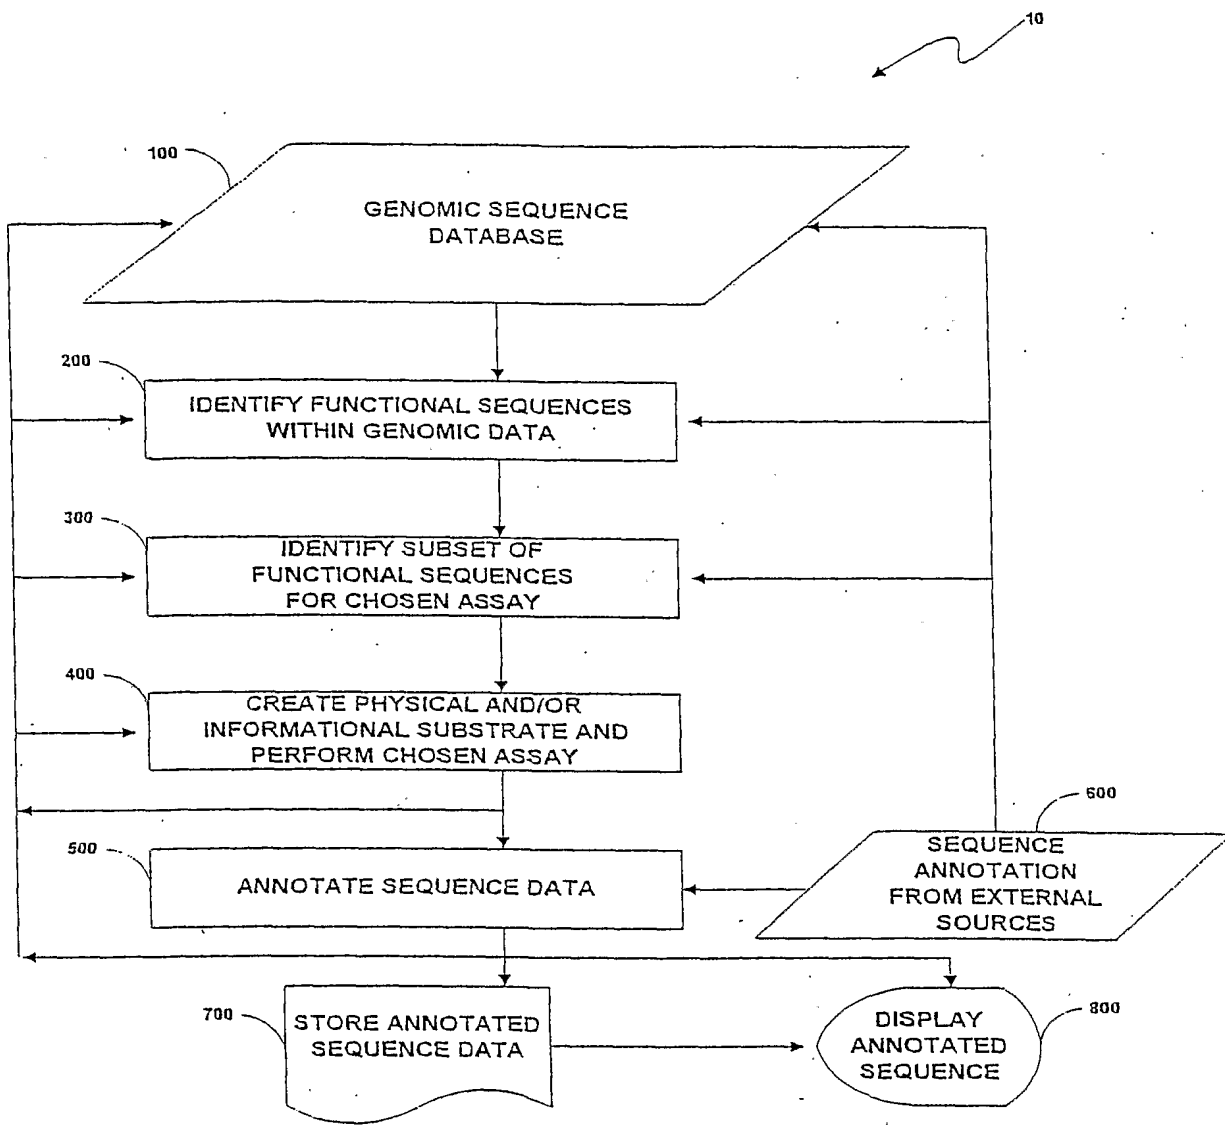 10
100
GENOMIC SEQUENCE
DATABASE
200
IDENTIFY FUNCTIONAL SEQUENCES
WITHIN GENOMIC DATA
300
IDENTIFY SUBSET OF
FUNCTIONAL SEQUENCES
FOR CHOSEN ASSAY
400
CREATE PHYSICAL AND/OR
INFORMATIONAL SUBSTRATE AND
PERFORM CHOSEN ASSAY
500
ANNOTATE SEQUENCE DATA
600
SEQUENCE
ANNOTATION
FROM EXTERNAL
SOURCES
700
STORE ANNOTATED
SEQUENCE DATA
800
DISPLAY
ANNOTATED
SEQUENCE